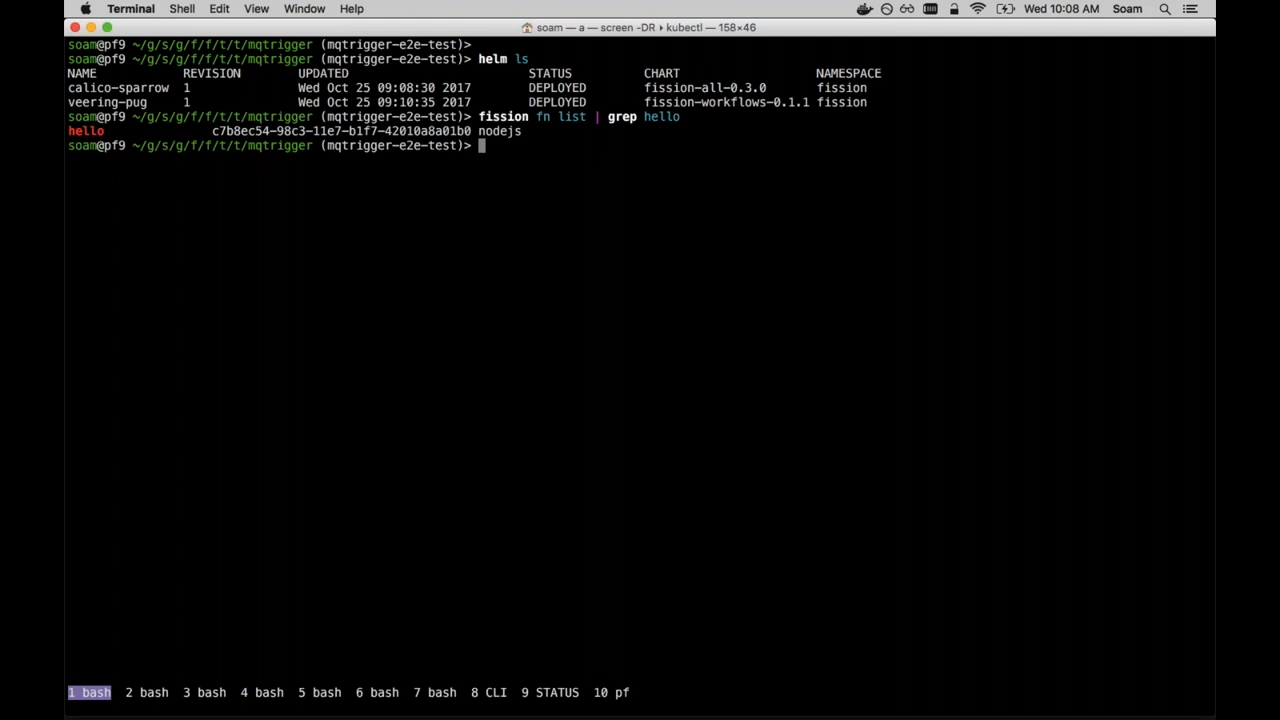 Terminal Shell Edit View Window Help Wed 10:08 AM Soam
soam — a — screen -DR ▸ kubectl — 158×46
soam@pf9 ~/g/s/g/f/f/t/t/mqtrigger (mqtrigger-e2e-test)>
soam@pf9 ~/g/s/g/f/f/t/t/mqtrigger (mqtrigger-e2e-test)> helm ls
NAME REVISION UPDATED STATUS CHART NAMESPACE
calico-sparrow 1 Wed Oct 25 09:08:30 2017 DEPLOYED fission-all-0.3.0 fission
veering-pug 1 Wed Oct 25 09:10:35 2017 DEPLOYED fission-workflows-0.1.1 fission
soam@pf9 ~/g/s/g/f/f/t/t/mqtrigger (mqtrigger-e2e-test)> fission fn list | grep hello
hello c7b8ec54-98c3-11e7-b1f7-42010a8a01b0 nodejs
soam@pf9 ~/g/s/g/f/f/t/t/mqtrigger (mqtrigger-e2e-test)>
1 bash 2 bash 3 bash 4 bash 5 bash 6 bash 7 bash 8 CLI 9 STATUS 10 pf